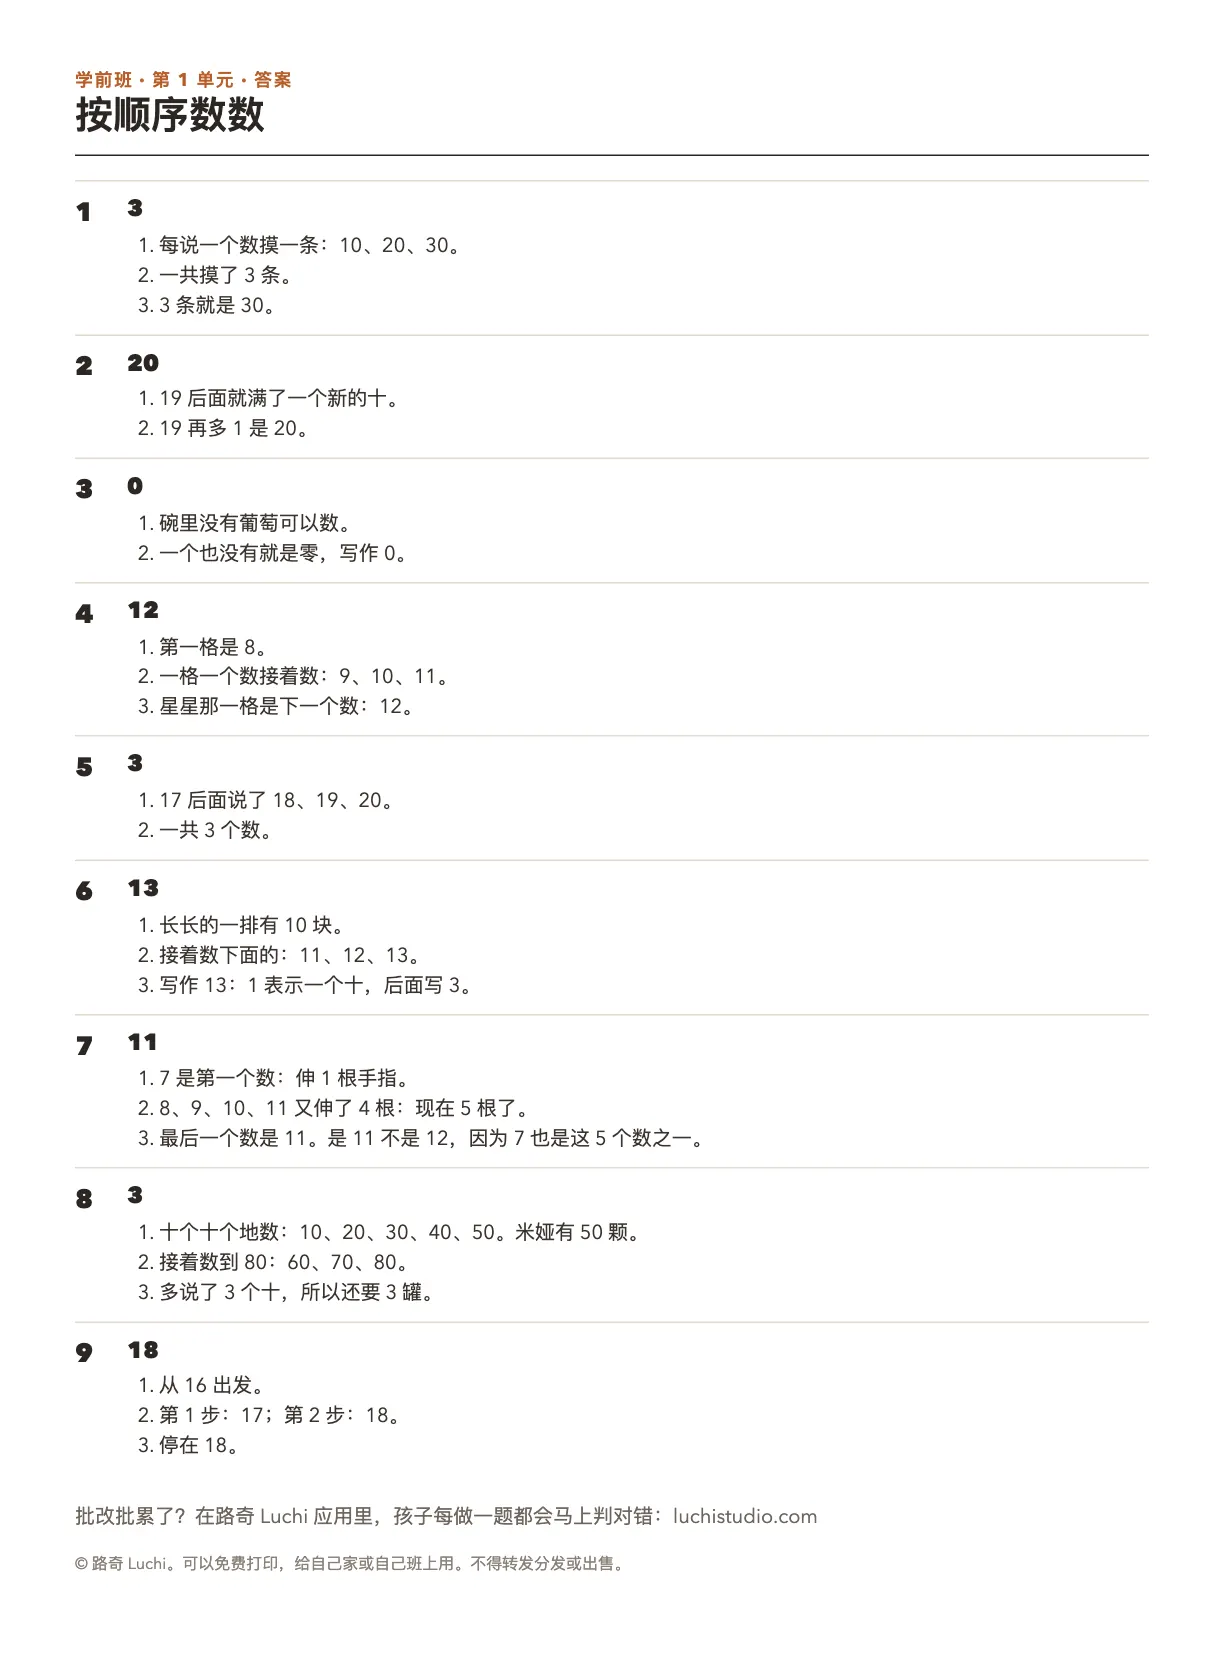 学前班·第 1 单元·答案
按顺序数数
1 3
1. 每说一个数摸一条：10、20、30。
2. 一共摸了 3 条。
3. 3 条就是 30。
2 20
1. 19 后面就满了一个新的十。
2. 19 再多 1 是 20。
3 0
1. 碗里没有葡萄可以数。
2. 一个也没有就是零，写作 0。
4 12
1. 第一格是 8。
2. 一格一个数接着数：9、10、11。
3. 星星那一格是下一个数：12。
5 3
1. 17 后面说了 18、19、20。
2. 一共 3 个数。
6 13
1. 长长的一排有 10 块。
2. 接着数下面的：11、12、13。
3. 写作 13：1 表示一个十，后面写 3。
7 11
1. 7 是第一个数：伸 1 根手指。
2. 8、9、10、11 又伸了 4 根：现在 5 根了。
3. 最后一个数是 11。是 11 不是 12，因为 7 也是这 5 个数之一。
8 3
1. 十个十个地数：10、20、30、40、50。米娅有 50 颗。
2. 接着数到 80：60、70、80。
3. 多说了 3 个十，所以还要 3 罐。
9 18
1. 从 16 出发。
2. 第 1 步：17；第 2 步：18。
3. 停在 18。
批改批累了？在路奇 Luchi 应用里，孩子每做一题都会马上判对错：luchistudio.com
© 路奇 Luchi。可以免费打印，给自己家或自己班上用。不得转发分发或出售。